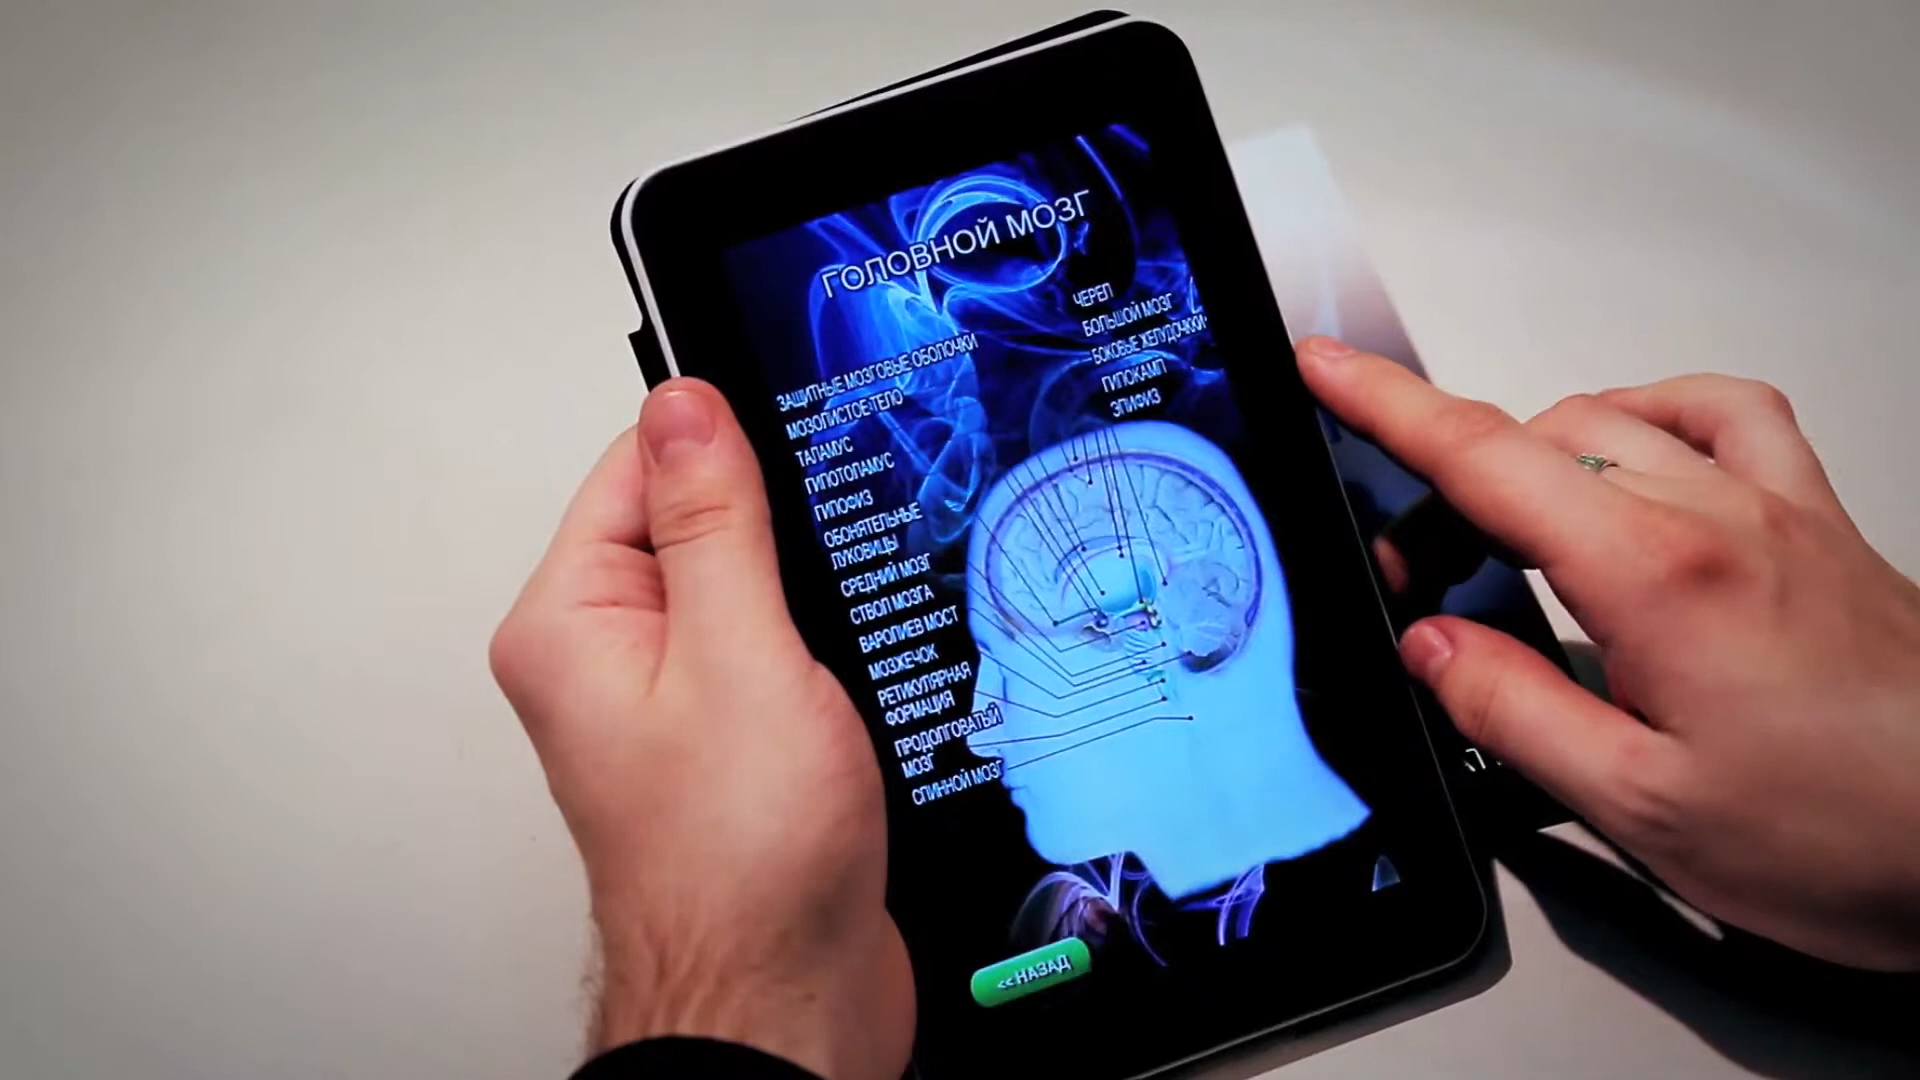 ГОЛОВНОЙ МОЗГ
ЧЕРЕП
БОЛЬШОЙ МОЗГ
БОКОВЫЕ ЖЕЛУДОЧККИ
ГИПОКАМП
ЭПИФИЗ
ЗАЩИТНЫЕ МОЗГОВЫЕ ОБОЛОЧКИ
МОЗОЛИСТОЕ ТЕЛО
ТАЛАМУС
ГИПОТОЛАМУС
ГИПОФИЗ
ОБОНЯТЕЛЬНЫЕ
ЛУКОВИЦЫ
СРЕДНИЙ МОЗГ
СТВОЛ МОЗГА
ВАРОЛИЕВ МОСТ
МОЗЖЕЧОК
РЕТИКУЛЯРНАЯ
ФОРМАЦИЯ
ПРОДОЛГОВАТЫЙ
МОЗГ
СПИННОЙ МОЗГ
<< НАЗАД